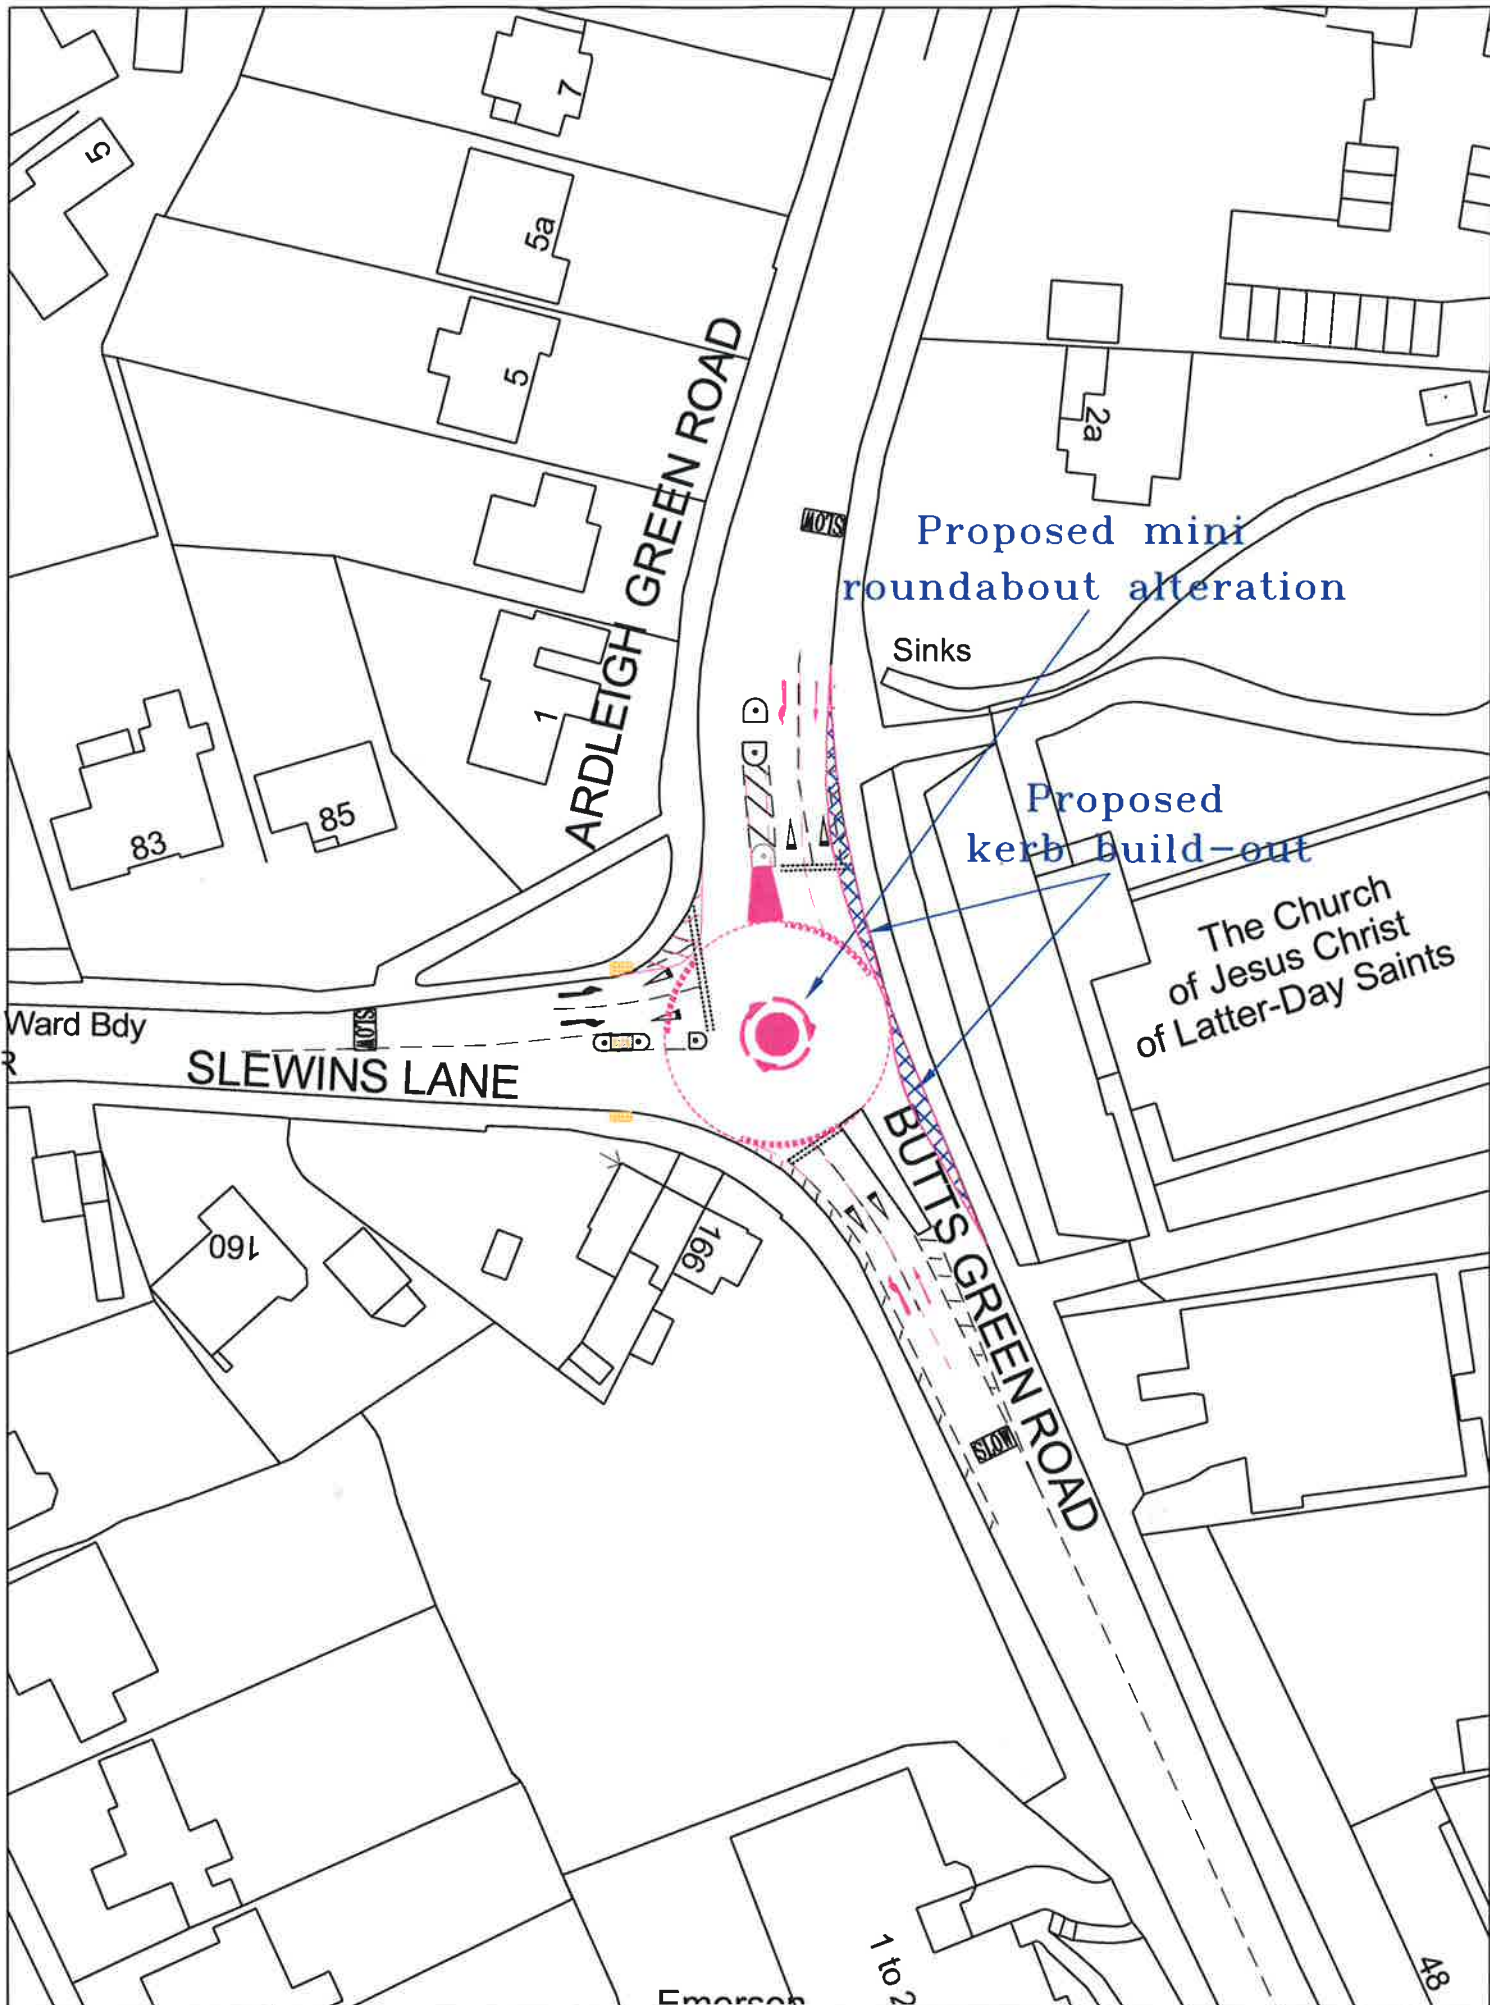 7
5
5a
5
ARDLEIGH GREEN ROAD
2a
SLOW
Proposed mini
roundabout alteration
Sinks
1
85
83
Proposed
kerb build-out
The Church
of Jesus Christ
of Latter-Day Saints
Ward Bdy
SLOW
SLEWINS LANE
BUTTS GREEN ROAD
160
166
SLOW
1 to 2
48
Emerson